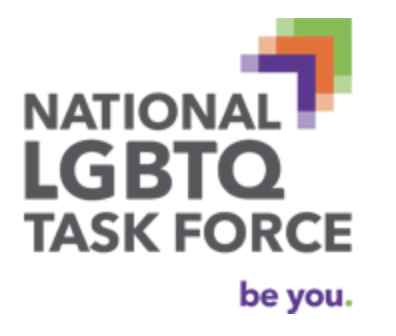 NATIONAL
LGBTQ
TASK FORCE
be you.